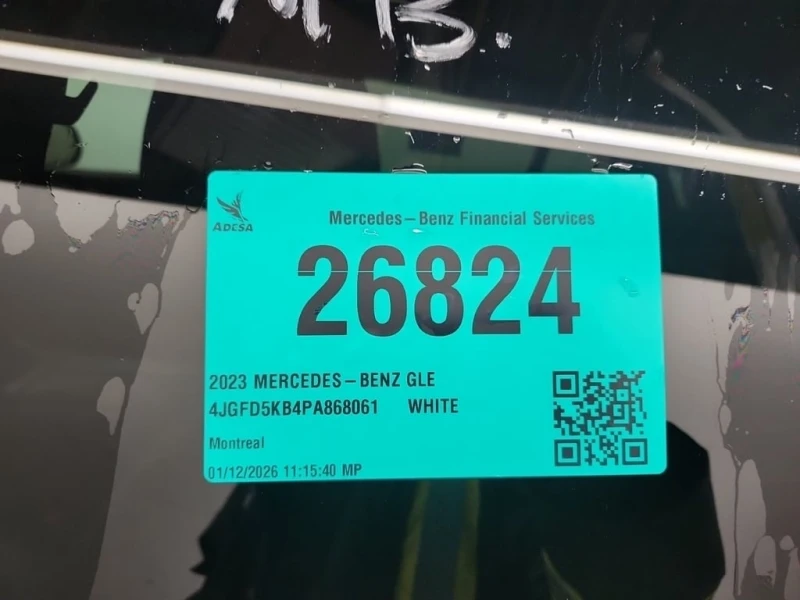 MB.
ADESA
Mercedes-Benz Financial Services
26824
2023 MERCEDES-BENZ GLE
4JGFD5KB4PA868061 WHITE
Montreal
01/12/2026 11:15:40 MP